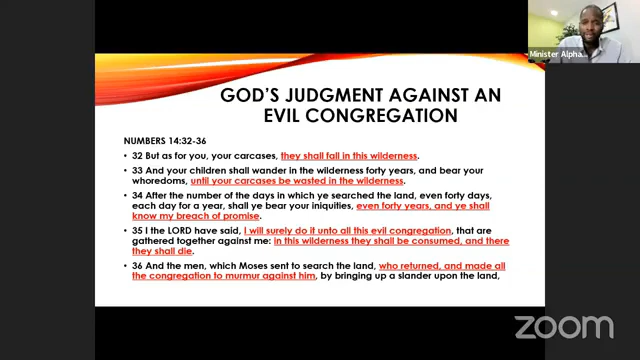 Minister Alpha...
GOD'S JUDGMENT AGAINST AN
EVIL CONGREGATION
NUMBERS 14:32-36
• 32 But as for you, your carcases, they shall fall in this wilderness.
• 33 And your children shall wander in the wilderness forty years, and bear your
whoredoms, until your carcases be wasted in the wilderness.
• 34 After the number of the days in which ye searched the land, even forty days,
each day for a year, shall ye bear your iniquities, even forty years, and ye shall
know my breach of promise.
• 35 I the LORD have said, I will surely do it unto all this evil congregation, that are
gathered together against me: in this wilderness they shall be consumed, and there
they shall die.
• 36 And the men, which Moses sent to search the land, who returned, and made all
the congregation to murmur against him, by bringing up a slander upon the land,
zoom